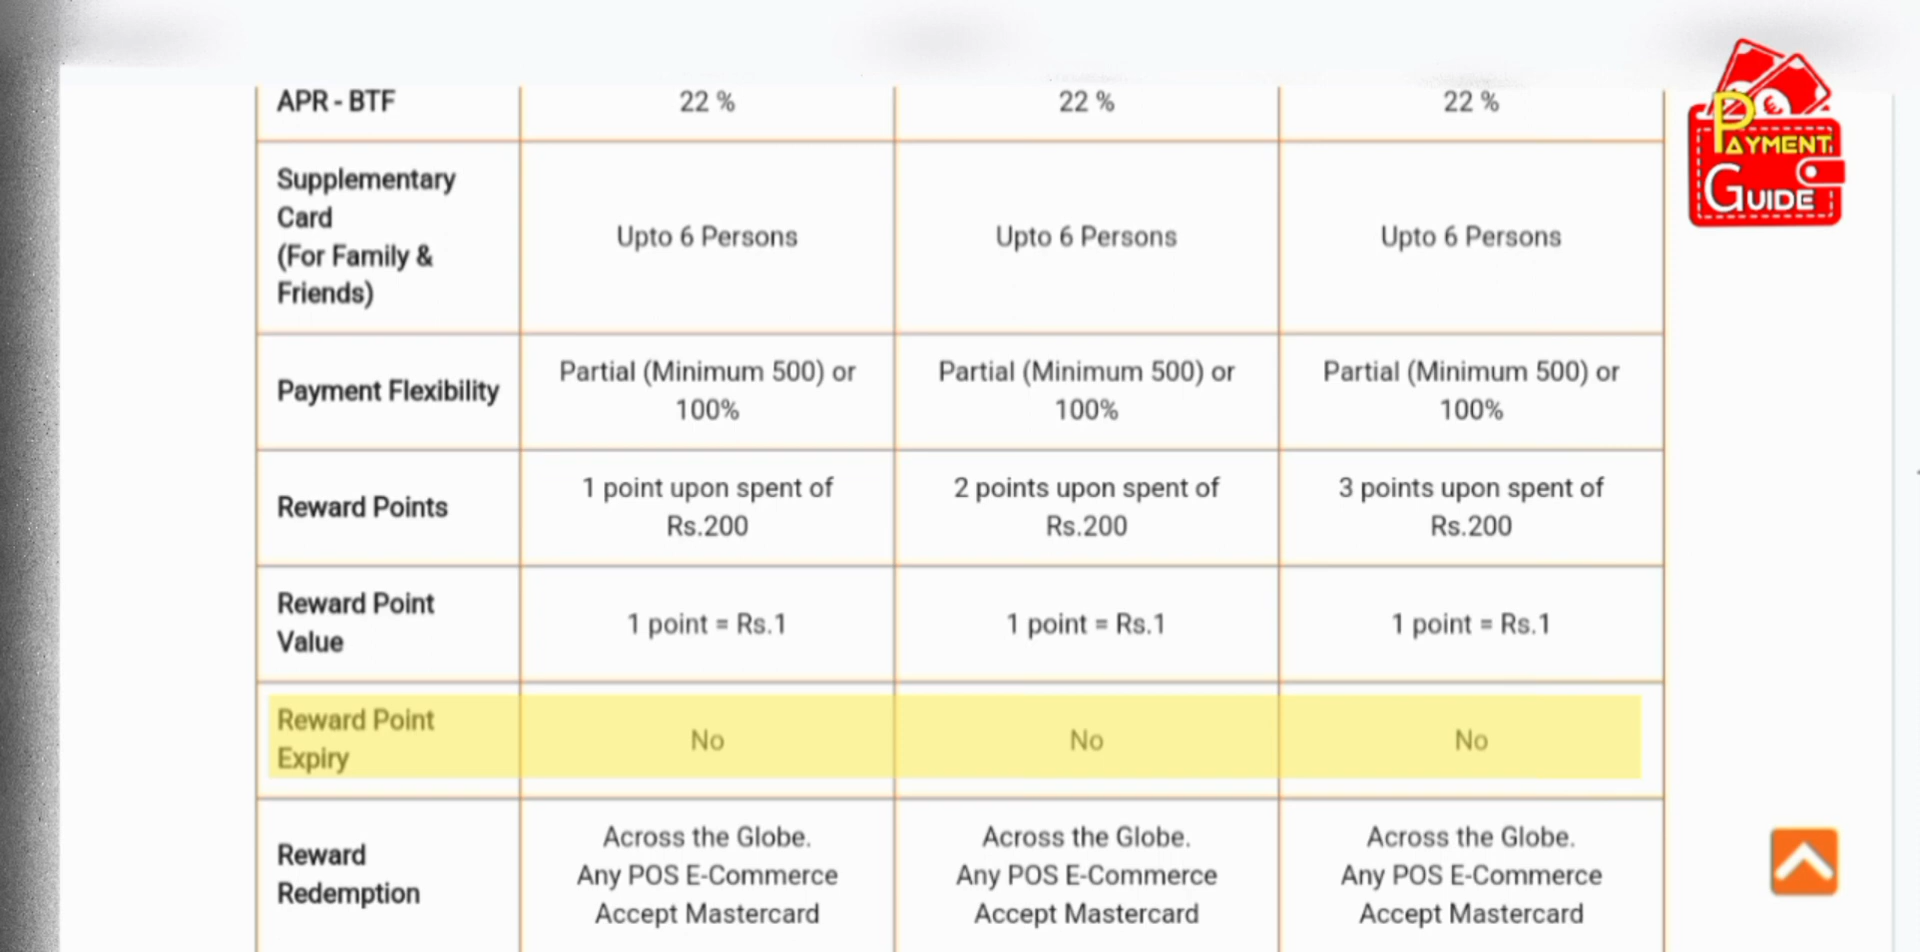 APR - BTF
22 %
22 %
22 %
Supplementary
Card
(For Family &
Friends)
Upto 6 Persons
Upto 6 Persons
Upto 6 Persons
Payment Flexibility
Partial (Minimum 500) or
100%
Partial (Minimum 500) or
100%
Partial (Minimum 500) or
100%
Reward Points
1 point upon spent of
Rs.200
2 points upon spent of
Rs.200
3 points upon spent of
Rs.200
Reward Point
Value
1 point = Rs.1
1 point = Rs.1
1 point = Rs.1
Reward Point
Expiry
No
No
No
Reward
Redemption
Across the Globe.
Any POS E-Commerce
Accept Mastercard
Across the Globe.
Any POS E-Commerce
Accept Mastercard
Across the Globe.
Any POS E-Commerce
Accept Mastercard
PAYMENT
GUIDE